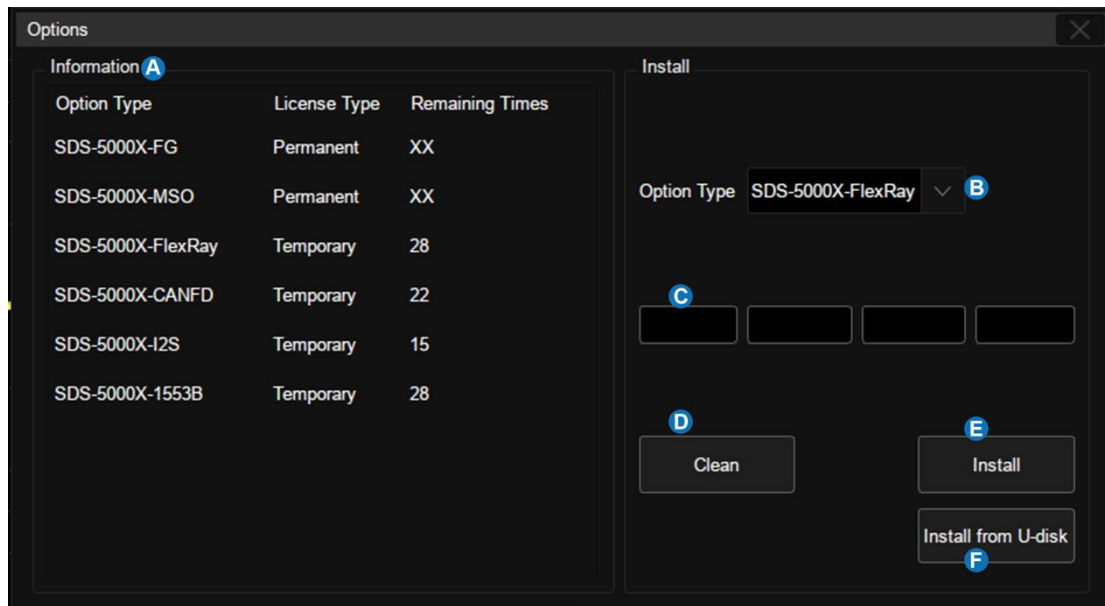 Options
Information A
Option Type License Type Remaining Times
SDS-5000X-FG Permanent XX
SDS-5000X-MSO Permanent XX
SDS-5000X-FlexRay Temporary 28
SDS-5000X-CANFD Temporary 22
SDS-5000X-I2S Temporary 15
SDS-5000X-1553B Temporary 28
Install
Option Type SDS-5000X-FlexRay B
C
D
Clean
E
Install
Install from U-disk
F